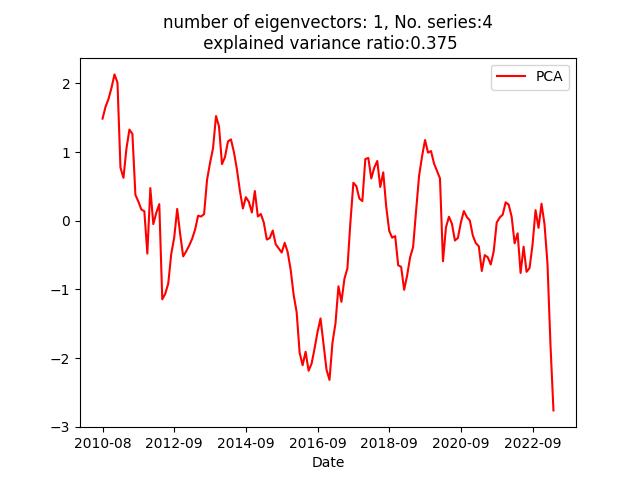 number of eigenvectors: 1, No. series:4
explained variance ratio:0.375
PCA
2
1
0
−1
−2
−3
2010-08 2012-09 2014-09 2016-09 2018-09 2020-09 2022-09
Date